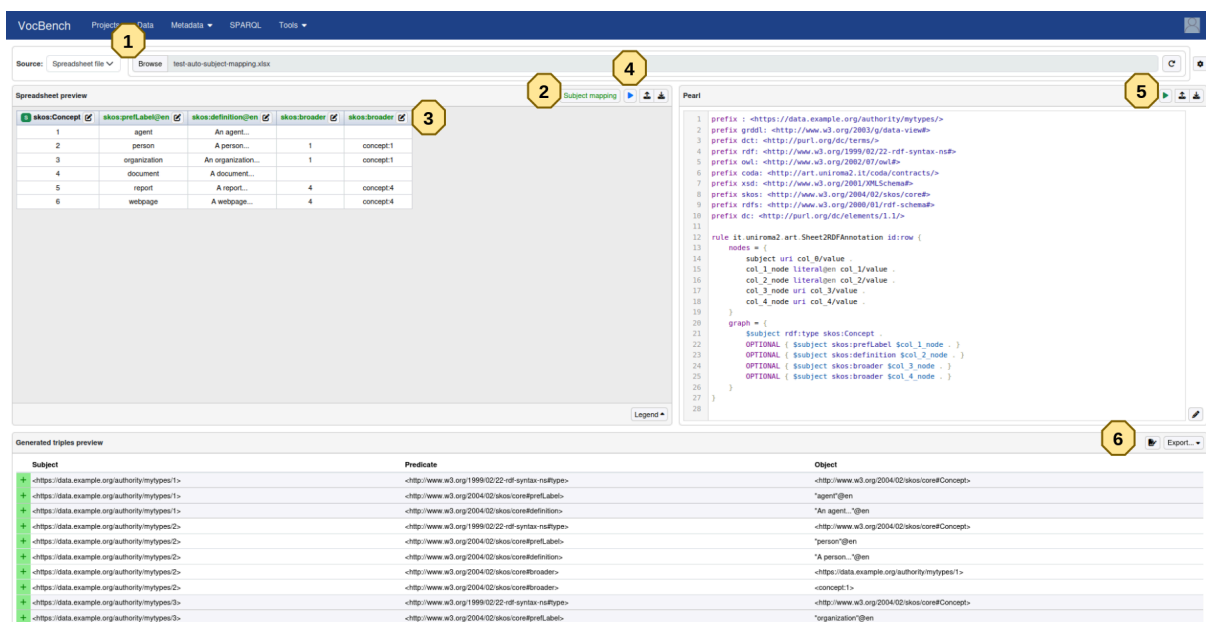 VocBench Projects Data Metadata SPARQL Tools
1
Source: Spreadsheet file Browse test-auto-subject-mapping.xlsx
4
2
5
Spreadsheet preview Subject mapping
Pearl
3
skos:Concept skos:prefLabel@en skos:definition@en skos:broader skos:broader
1 agent An agent...
2 person A person... 1 concept:1
3 organization An organization... 1 concept:1
4 document A document...
5 report A report... 4 concept:4
6 webpage A webpage... 4 concept:4
Legend
1 prefix : <https://data.example.org/authority/mytypes/>
2 prefix grddl: <http://www.w3.org/2003/g/data-view#>
3 prefix dct: <http://purl.org/dc/terms/>
4 prefix rdf: <http://www.w3.org/1999/02/22-rdf-syntax-ns#>
5 prefix owl: <http://www.w3.org/2002/07/owl#>
6 prefix coda: <http://art.uniroma2.it/coda/contracts/>
7 prefix xsd: <http://www.w3.org/2001/XMLSchema#>
8 prefix skos: <http://www.w3.org/2004/02/skos/core#>
9 prefix rdfs: <http://www.w3.org/2000/01/rdf-schema#>
10 prefix dc: <http://purl.org/dc/elements/1.1/>
11
12 rule it.uniroma2.art.Sheet2RDFAnnotation id:row {
13 nodes = {
14 subject uri col_0/value .
15 col_1_node literal@en col_1/value .
16 col_2_node literal@en col_2/value .
17 col_3_node uri col_3/value .
18 col_4_node uri col_4/value .
19 }
20 graph = {
21 $subject rdf:type skos:Concept .
22 OPTIONAL { $subject skos:prefLabel $col_1_node . }
23 OPTIONAL { $subject skos:definition $col_2_node . }
24 OPTIONAL { $subject skos:broader $col_3_node . }
25 OPTIONAL { $subject skos:broader $col_4_node . }
26 }
27 }
28
6
Generated triples preview Export...
Subject Predicate Object
+ <https://data.example.org/authority/mytypes/1> <http://www.w3.org/1999/02/22-rdf-syntax-ns#type> <http://www.w3.org/2004/02/skos/core#Concept>
+ <https://data.example.org/authority/mytypes/1> <http://www.w3.org/2004/02/skos/core#prefLabel> "agent"@en
+ <https://data.example.org/authority/mytypes/1> <http://www.w3.org/2004/02/skos/core#definition> "An agent..."@en
+ <https://data.example.org/authority/mytypes/2> <http://www.w3.org/1999/02/22-rdf-syntax-ns#type> <http://www.w3.org/2004/02/skos/core#Concept>
+ <https://data.example.org/authority/mytypes/2> <http://www.w3.org/2004/02/skos/core#prefLabel> "person"@en
+ <https://data.example.org/authority/mytypes/2> <http://www.w3.org/2004/02/skos/core#definition> "A person..."@en
+ <https://data.example.org/authority/mytypes/2> <http://www.w3.org/2004/02/skos/core#broader> <https://data.example.org/authority/mytypes/1>
+ <https://data.example.org/authority/mytypes/2> <http://www.w3.org/2004/02/skos/core#broader> <concept:1>
+ <https://data.example.org/authority/mytypes/3> <http://www.w3.org/1999/02/22-rdf-syntax-ns#type> <http://www.w3.org/2004/02/skos/core#Concept>
+ <https://data.example.org/authority/mytypes/3> <http://www.w3.org/2004/02/skos/core#prefLabel> "organization"@en